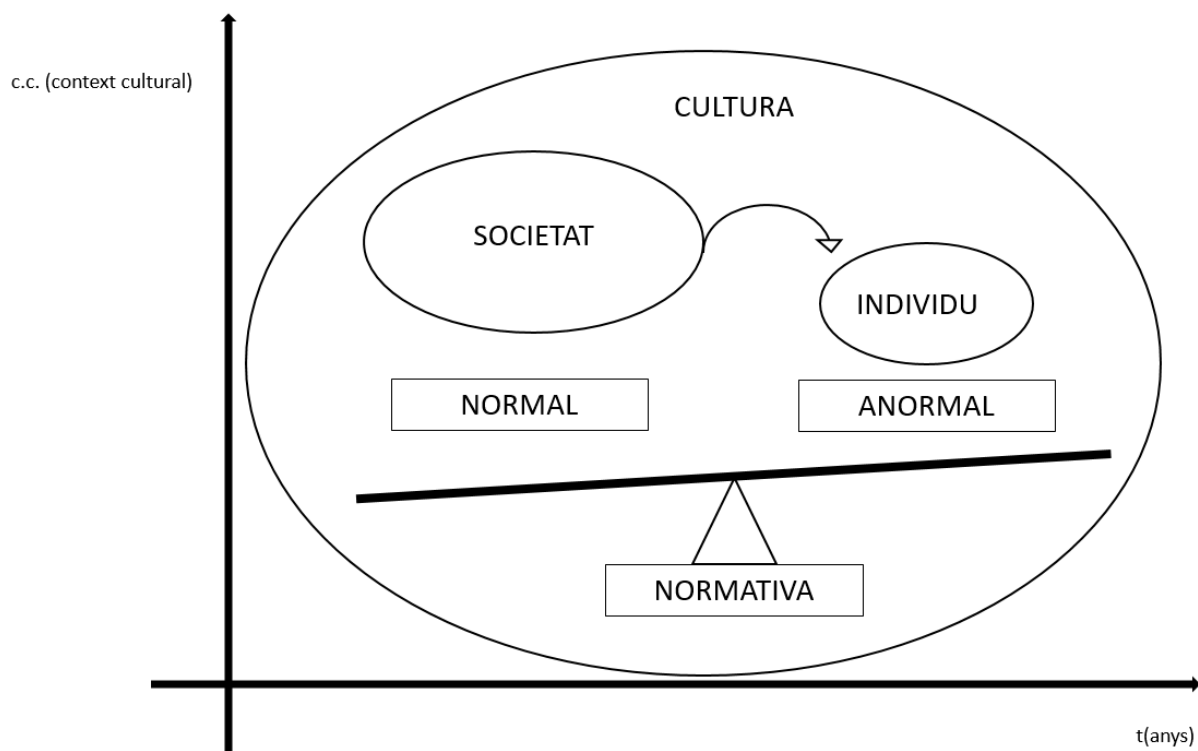 c.c. (context cultural)
CULTURA
SOCIETAT
INDIVIDU
NORMAL
ANORMAL
NORMATIVA
t(anys)